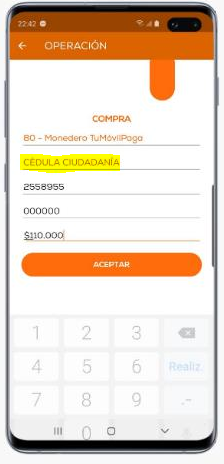 22:42
OPERACIÓN
COMPRA
80 - Monedero TuMóvilPaga
CÉDULA CIUDADANÍA
2558955
000000
$110.000
ACEPTAR
1 2 3
4 5 6 Realiz.
7 8 9 .-
0